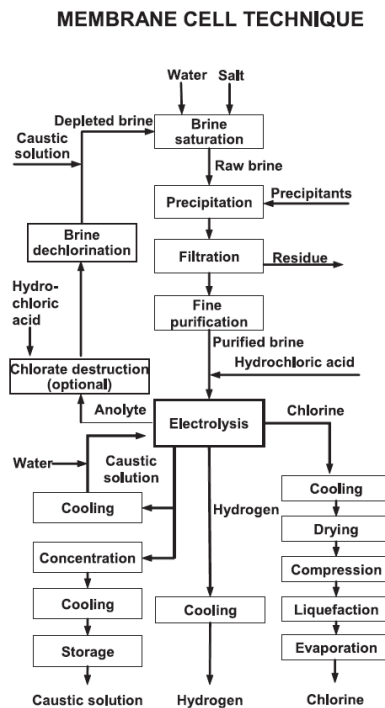 MEMBRANE CELL TECHNIQUE
Water
Salt
Depleted brine
Caustic
solution
Brine
saturation
Raw brine
Precipitants
Precipitation
Brine
dechlorination
Filtration
Residue
Hydro-
chloric
acid
Fine
purification
Purified brine
Hydrochloric acid
Chlorate destruction
(optional)
Anolyte
Electrolysis
Chlorine
Water
Caustic
solution
Cooling
Cooling
Hydrogen
Drying
Concentration
Compression
Cooling
Cooling
Liquefaction
Storage
Evaporation
Caustic solution
Hydrogen
Chlorine